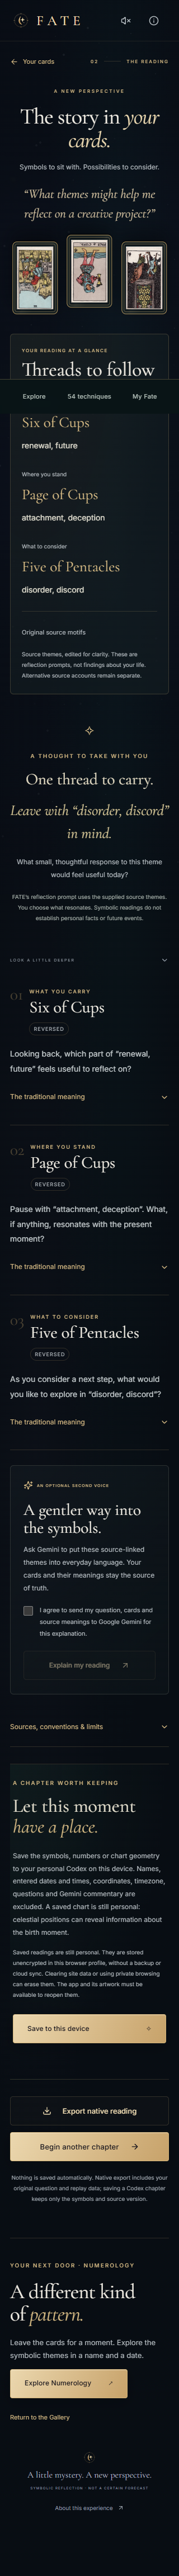 FATE
Your cards
02 THE READING
A NEW PERSPECTIVE
The story in your
cards.
Symbols to sit with. Possibilities to consider.
“What themes might help me
reflect on a creative project?”
YOUR READING AT A GLANCE
Threads to follow
Explore 54 techniques My Fate
Six of Cups
renewal, future
Where you stand
Page of Cups
attachment, deception
What to consider
Five of Pentacles
disorder, discord
Original source motifs
Source themes, edited for clarity. These are
reflection prompts, not findings about your life.
Alternative source accounts remain separate.
A THOUGHT TO TAKE WITH YOU
One thread to carry.
Leave with “disorder, discord”
in mind.
What small, thoughtful response to this theme
would feel useful today?
FATE’s reflection prompt uses the supplied source themes.
You choose what resonates. Symbolic readings do not
establish personal facts or future events.
LOOK A LITTLE DEEPER
01 WHAT YOU CARRY
Six of Cups
REVERSED
Looking back, which part of “renewal,
future” feels useful to reflect on?
The traditional meaning
02 WHERE YOU STAND
Page of Cups
REVERSED
Pause with “attachment, deception”. What,
if anything, resonates with the present
moment?
The traditional meaning
03 WHAT TO CONSIDER
Five of Pentacles
REVERSED
As you consider a next step, what would
you like to explore in “disorder, discord”?
The traditional meaning
AN OPTIONAL SECOND VOICE
A gentler way into
the symbols.
Ask Gemini to put these source-linked
themes into everyday language. Your
cards and their meanings stay the source
of truth.
I agree to send my question, cards and
source meanings to Google Gemini for
this explanation.
Explain my reading
Sources, conventions & limits
A CHAPTER WORTH KEEPING
Let this moment
have a place.
Save the symbols, numbers or chart geometry
to your personal Codex on this device. Names,
entered dates and times, coordinates, timezone,
questions and Gemini commentary are
excluded. A saved chart is still personal:
celestial positions can reveal information about
the birth moment.
Saved readings are still personal. They are stored
unencrypted in this browser profile, without a backup or
cloud sync. Clearing site data or using private browsing
can erase them. The app and its artwork must be
available to reopen them.
Save to this device
Export native reading
Begin another chapter
Nothing is saved automatically. Native export includes your
original question and replay data; saving a Codex chapter
keeps only the symbols and source version.
YOUR NEXT DOOR · NUMEROLOGY
A different kind
of pattern.
Leave the cards for a moment. Explore the
symbolic themes in a name and a date.
Explore Numerology
Return to the Gallery
A little mystery. A new perspective.
SYMBOLIC REFLECTION · NOT A CERTAIN FORECAST
About this experience